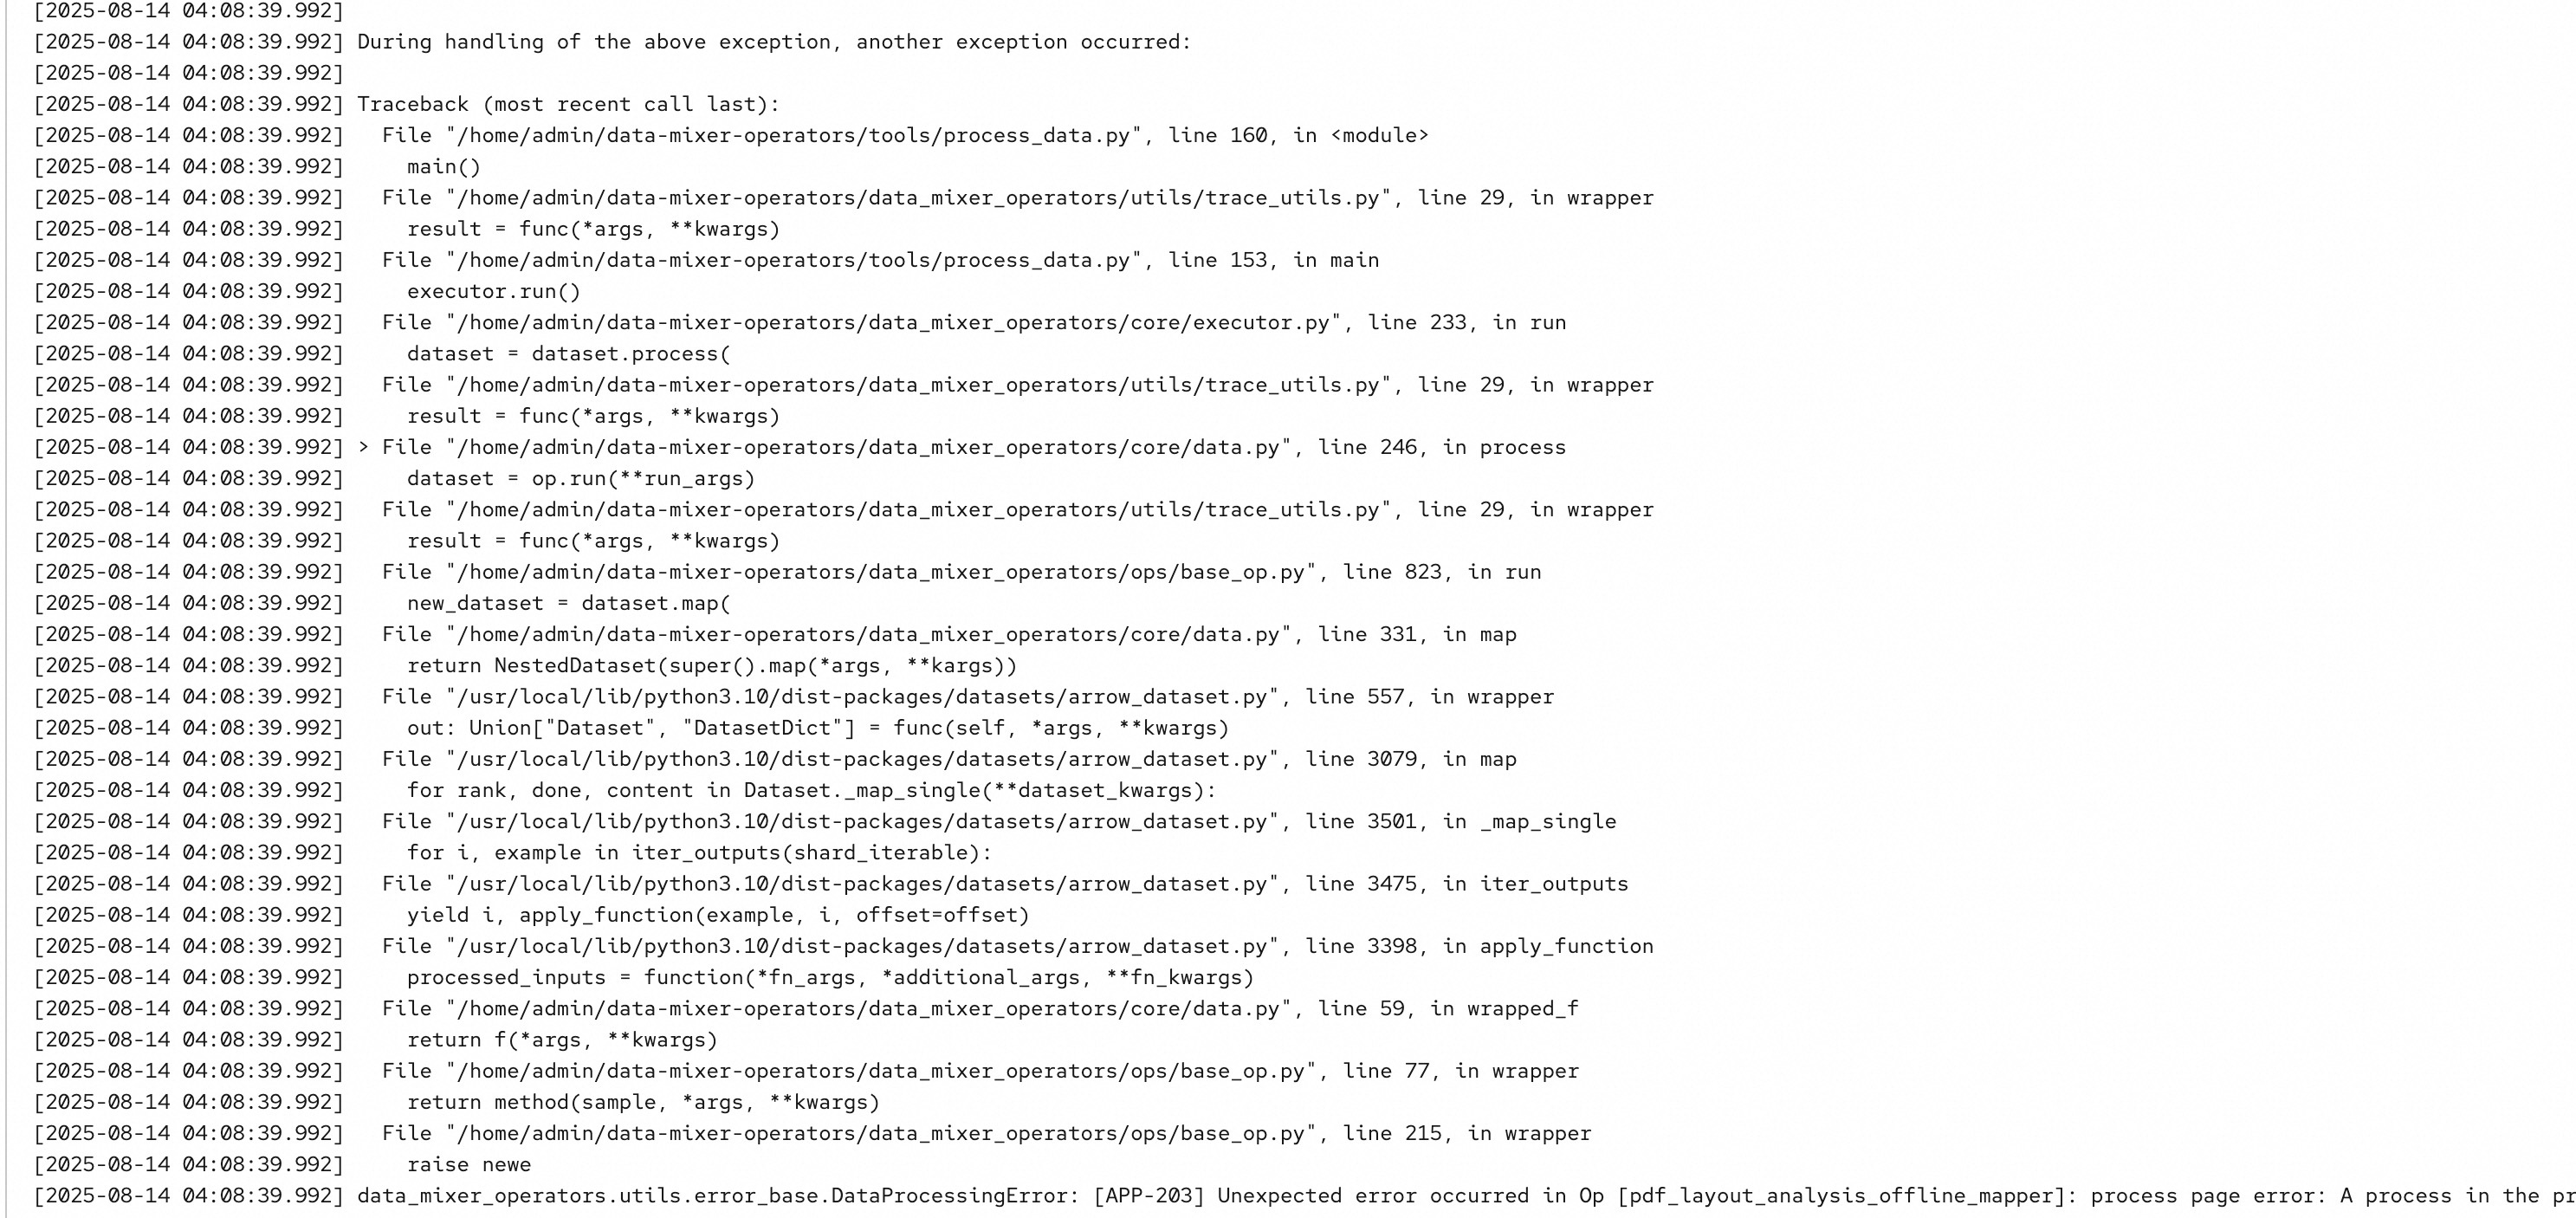 [2025-08-14 04:08:39.992]
[2025-08-14 04:08:39.992] During handling of the above exception, another exception occurred:
[2025-08-14 04:08:39.992]
[2025-08-14 04:08:39.992] Traceback (most recent call last):
[2025-08-14 04:08:39.992]   File "/home/admin/data-mixer-operators/tools/process_data.py", line 160, in <module>
[2025-08-14 04:08:39.992]     main()
[2025-08-14 04:08:39.992]   File "/home/admin/data-mixer-operators/data_mixer_operators/utils/trace_utils.py", line 29, in wrapper
[2025-08-14 04:08:39.992]     result = func(*args, **kwargs)
[2025-08-14 04:08:39.992]   File "/home/admin/data-mixer-operators/tools/process_data.py", line 153, in main
[2025-08-14 04:08:39.992]     executor.run()
[2025-08-14 04:08:39.992]   File "/home/admin/data-mixer-operators/data_mixer_operators/core/executor.py", line 233, in run
[2025-08-14 04:08:39.992]     dataset = dataset.process(
[2025-08-14 04:08:39.992]   File "/home/admin/data-mixer-operators/data_mixer_operators/utils/trace_utils.py", line 29, in wrapper
[2025-08-14 04:08:39.992]     result = func(*args, **kwargs)
[2025-08-14 04:08:39.992] > File "/home/admin/data-mixer-operators/data_mixer_operators/core/data.py", line 246, in process
[2025-08-14 04:08:39.992]     dataset = op.run(**run_args)
[2025-08-14 04:08:39.992]   File "/home/admin/data-mixer-operators/data_mixer_operators/utils/trace_utils.py", line 29, in wrapper
[2025-08-14 04:08:39.992]     result = func(*args, **kwargs)
[2025-08-14 04:08:39.992]   File "/home/admin/data-mixer-operators/data_mixer_operators/ops/base_op.py", line 823, in run
[2025-08-14 04:08:39.992]     new_dataset = dataset.map(
[2025-08-14 04:08:39.992]   File "/home/admin/data-mixer-operators/data_mixer_operators/core/data.py", line 331, in map
[2025-08-14 04:08:39.992]     return NestedDataset(super().map(*args, **kargs))
[2025-08-14 04:08:39.992]   File "/usr/local/lib/python3.10/dist-packages/datasets/arrow_dataset.py", line 557, in wrapper
[2025-08-14 04:08:39.992]     out: Union["Dataset", "DatasetDict"] = func(self, *args, **kwargs)
[2025-08-14 04:08:39.992]   File "/usr/local/lib/python3.10/dist-packages/datasets/arrow_dataset.py", line 3079, in map
[2025-08-14 04:08:39.992]     for rank, done, content in Dataset._map_single(**dataset_kwargs):
[2025-08-14 04:08:39.992]   File "/usr/local/lib/python3.10/dist-packages/datasets/arrow_dataset.py", line 3501, in _map_single
[2025-08-14 04:08:39.992]     for i, example in iter_outputs(shard_iterable):
[2025-08-14 04:08:39.992]   File "/usr/local/lib/python3.10/dist-packages/datasets/arrow_dataset.py", line 3475, in iter_outputs
[2025-08-14 04:08:39.992]     yield i, apply_function(example, i, offset=offset)
[2025-08-14 04:08:39.992]   File "/usr/local/lib/python3.10/dist-packages/datasets/arrow_dataset.py", line 3398, in apply_function
[2025-08-14 04:08:39.992]     processed_inputs = function(*fn_args, *additional_args, **fn_kwargs)
[2025-08-14 04:08:39.992]   File "/home/admin/data-mixer-operators/data_mixer_operators/core/data.py", line 59, in wrapped_f
[2025-08-14 04:08:39.992]     return f(*args, **kwargs)
[2025-08-14 04:08:39.992]   File "/home/admin/data-mixer-operators/data_mixer_operators/ops/base_op.py", line 77, in wrapper
[2025-08-14 04:08:39.992]     return method(sample, *args, **kwargs)
[2025-08-14 04:08:39.992]   File "/home/admin/data-mixer-operators/data_mixer_operators/ops/base_op.py", line 215, in wrapper
[2025-08-14 04:08:39.992]     raise newe
[2025-08-14 04:08:39.992] data_mixer_operators.utils.error_base.DataProcessingError: [APP-203] Unexpected error occurred in Op [pdf_layout_analysis_offline_mapper]: process page error: A process in the pr